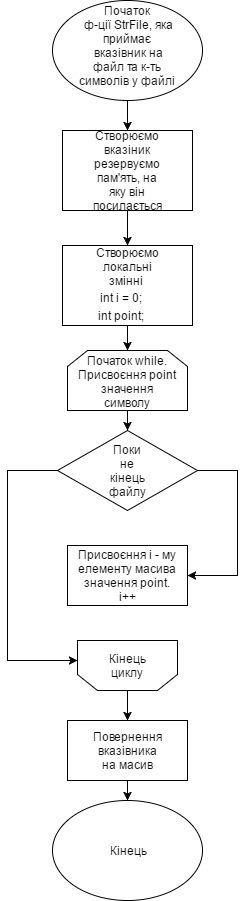 Початок
ф-ції StrFile, яка
приймає
вказівник на
файл та к-ть
символів у файлі
Створюємо
вказіник
резервуємо
пам'ять, на
яку він
посилається
Створюємо
локальні
змінні
int i = 0;
int point;
Початок while.
Присвоєння point
значення
символу
Поки
не
кінець
файлу
Присвоєння і - му
елементу масива
значення point.
i++
Кінець
циклу
Повернення
вказівника
на масив
Кінець